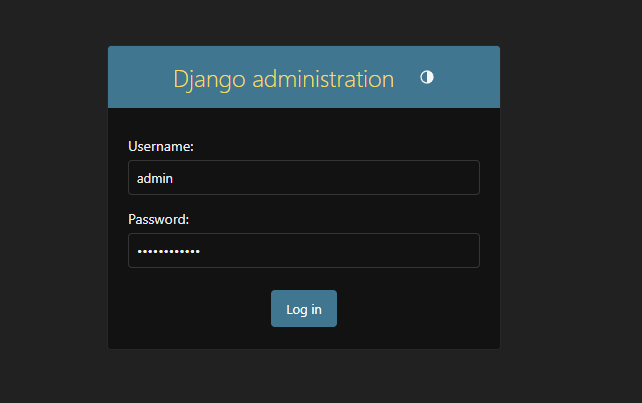 Django administration
Username:
admin
Password:
••••••••••••
Log in